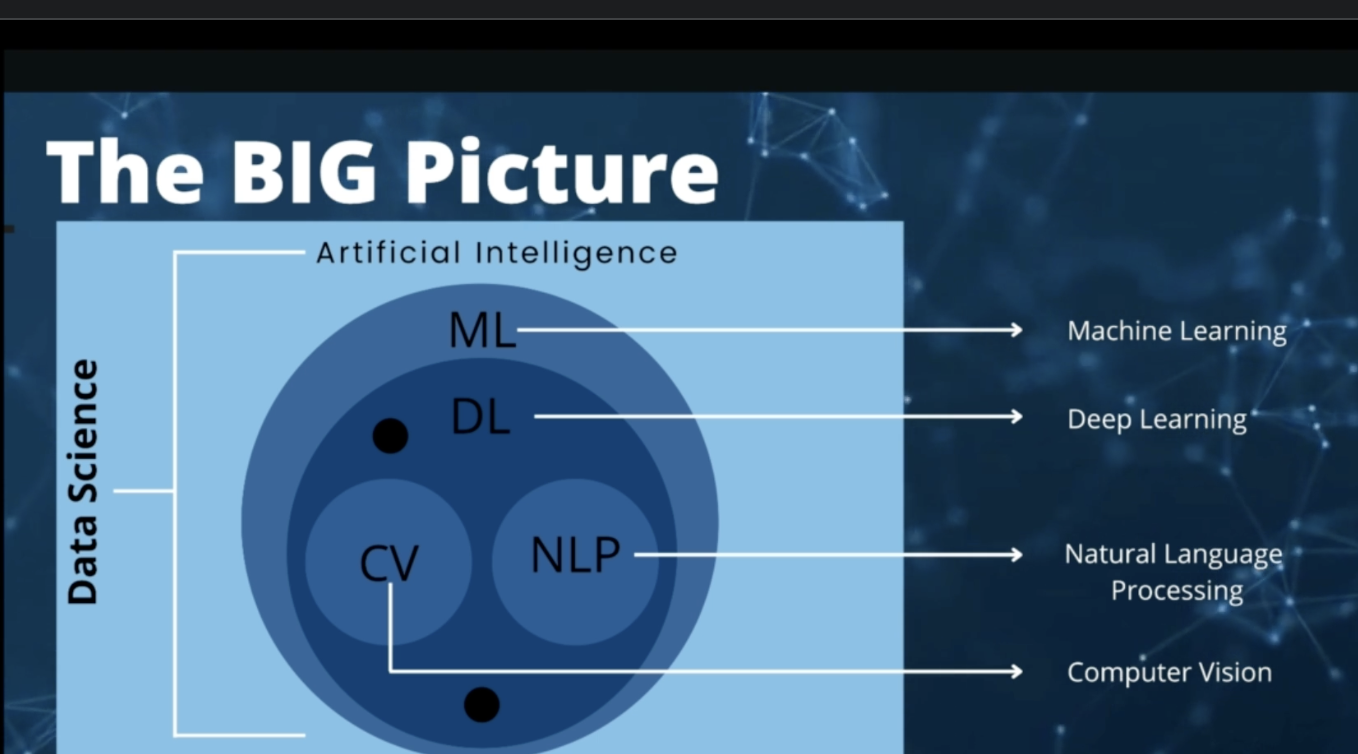 The BIG Picture
Artificial Intelligence
Data Science
ML
Machine Learning
DL
Deep Learning
CV
NLP
Natural Language
Processing
Computer Vision